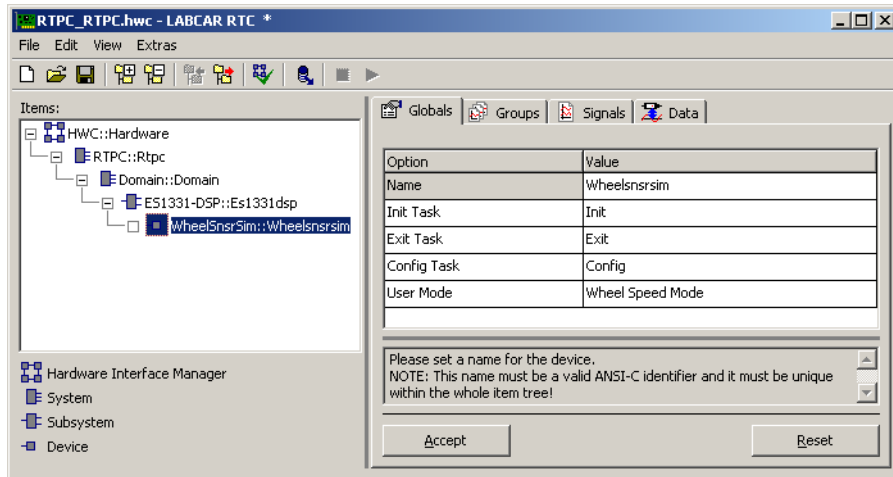 RTPC_RTPC.hwc - LABCAR RTC *
File Edit View Extras
Items:
HWC::Hardware
RTPC::Rtpc
Domain::Domain
ES1331-DSP::Es1331dsp
WheelSnsrSim::Wheelsnsrsim
Hardware Interface Manager
System
Subsystem
Device
Globals Groups Signals Data
Option Value
Name Wheelsnsrsim
Init Task Init
Exit Task Exit
Config Task Config
User Mode Wheel Speed Mode
Please set a name for the device.
NOTE: This name must be a valid ANSI-C identifier and it must be unique
within the whole item tree!
Accept Reset